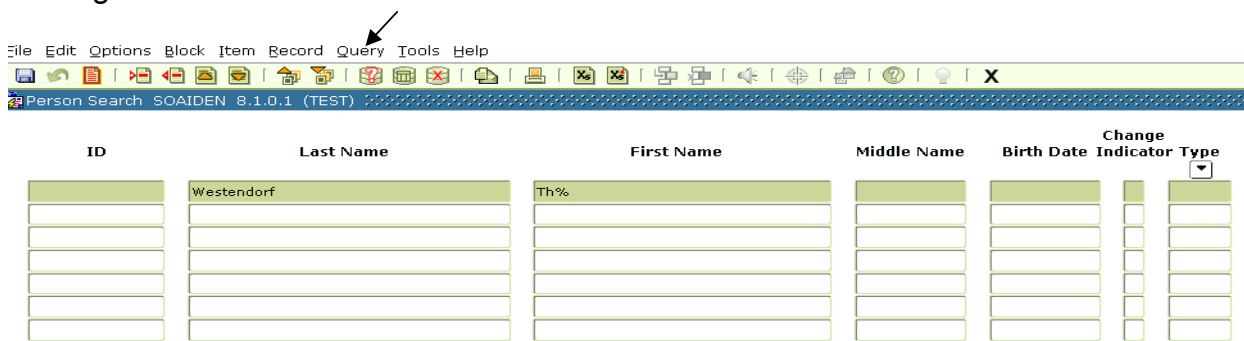 File Edit Options Block Item Record Query Tools Help
X
Person Search SOAIDEN 8.1.0.1 (TEST)
Change
ID Last Name First Name Middle Name Birth Date Indicator Type
Westendorf Th%